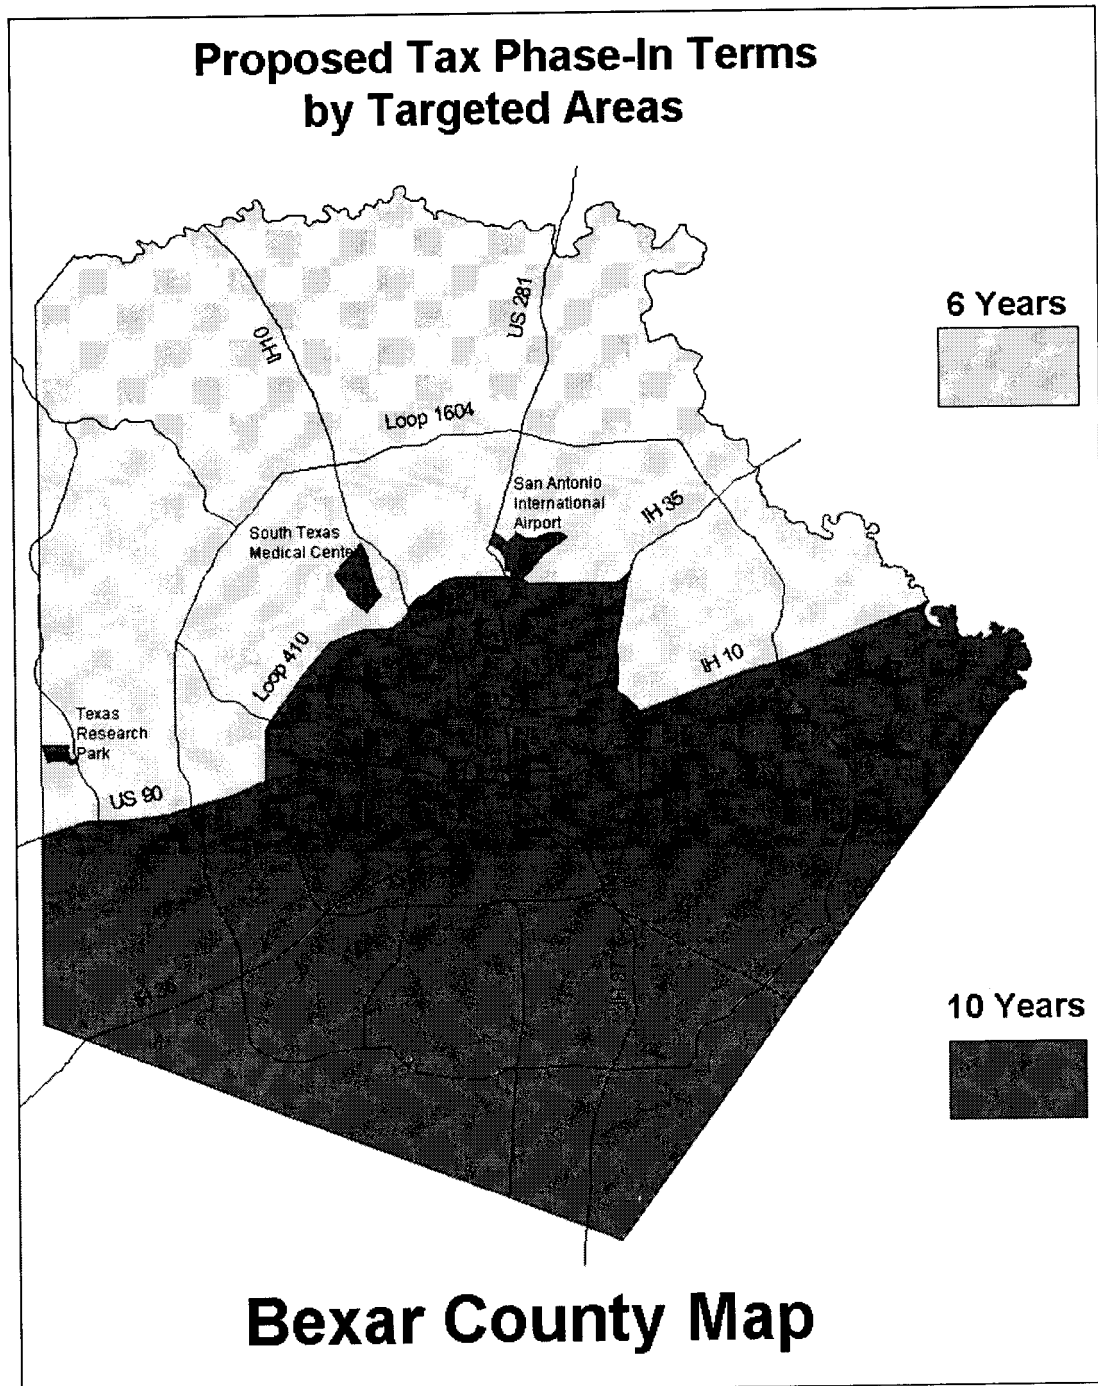 Proposed Tax Phase-In Terms
by Targeted Areas
6 Years
US 281
IH10
Loop 1604
San Antonio
International
Airport
IH 35
South Texas
Medical Center
IH 10
Loop 410
Texas
Research
Park
US 90
IH 35
10 Years
Bexar County Map